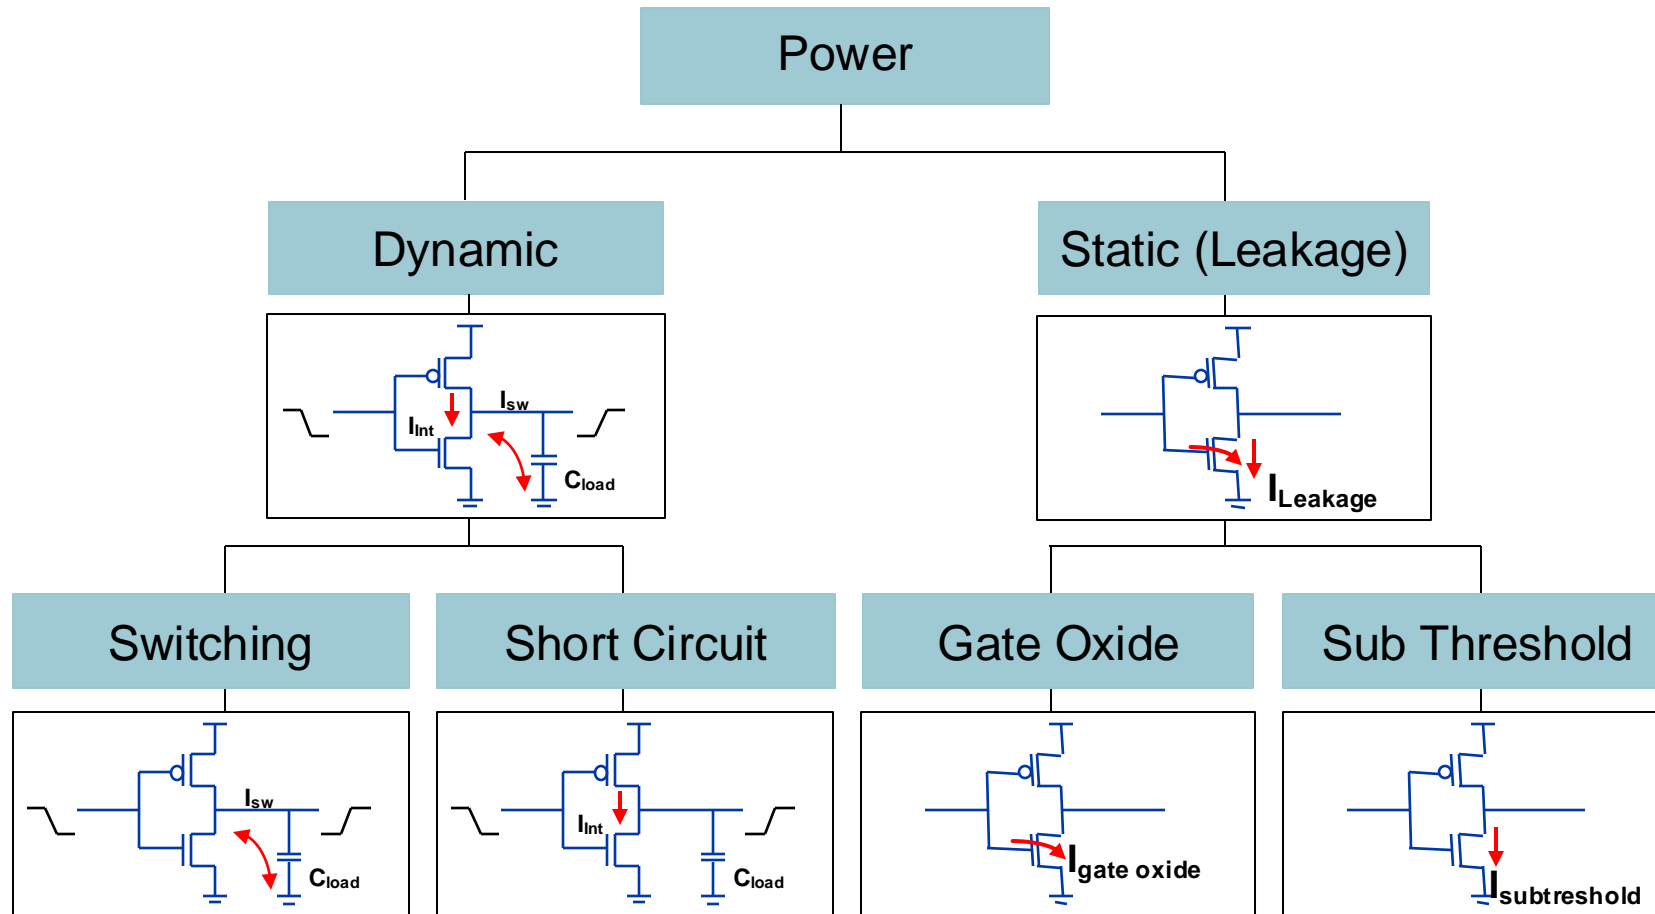 Power
Dynamic
Static (Leakage)
Isw
IInt
Cload
ILeakage
Switching
Short Circuit
Gate Oxide
Sub Threshold
Isw
Cload
IInt
Cload
Igate oxide
Isubtreshold